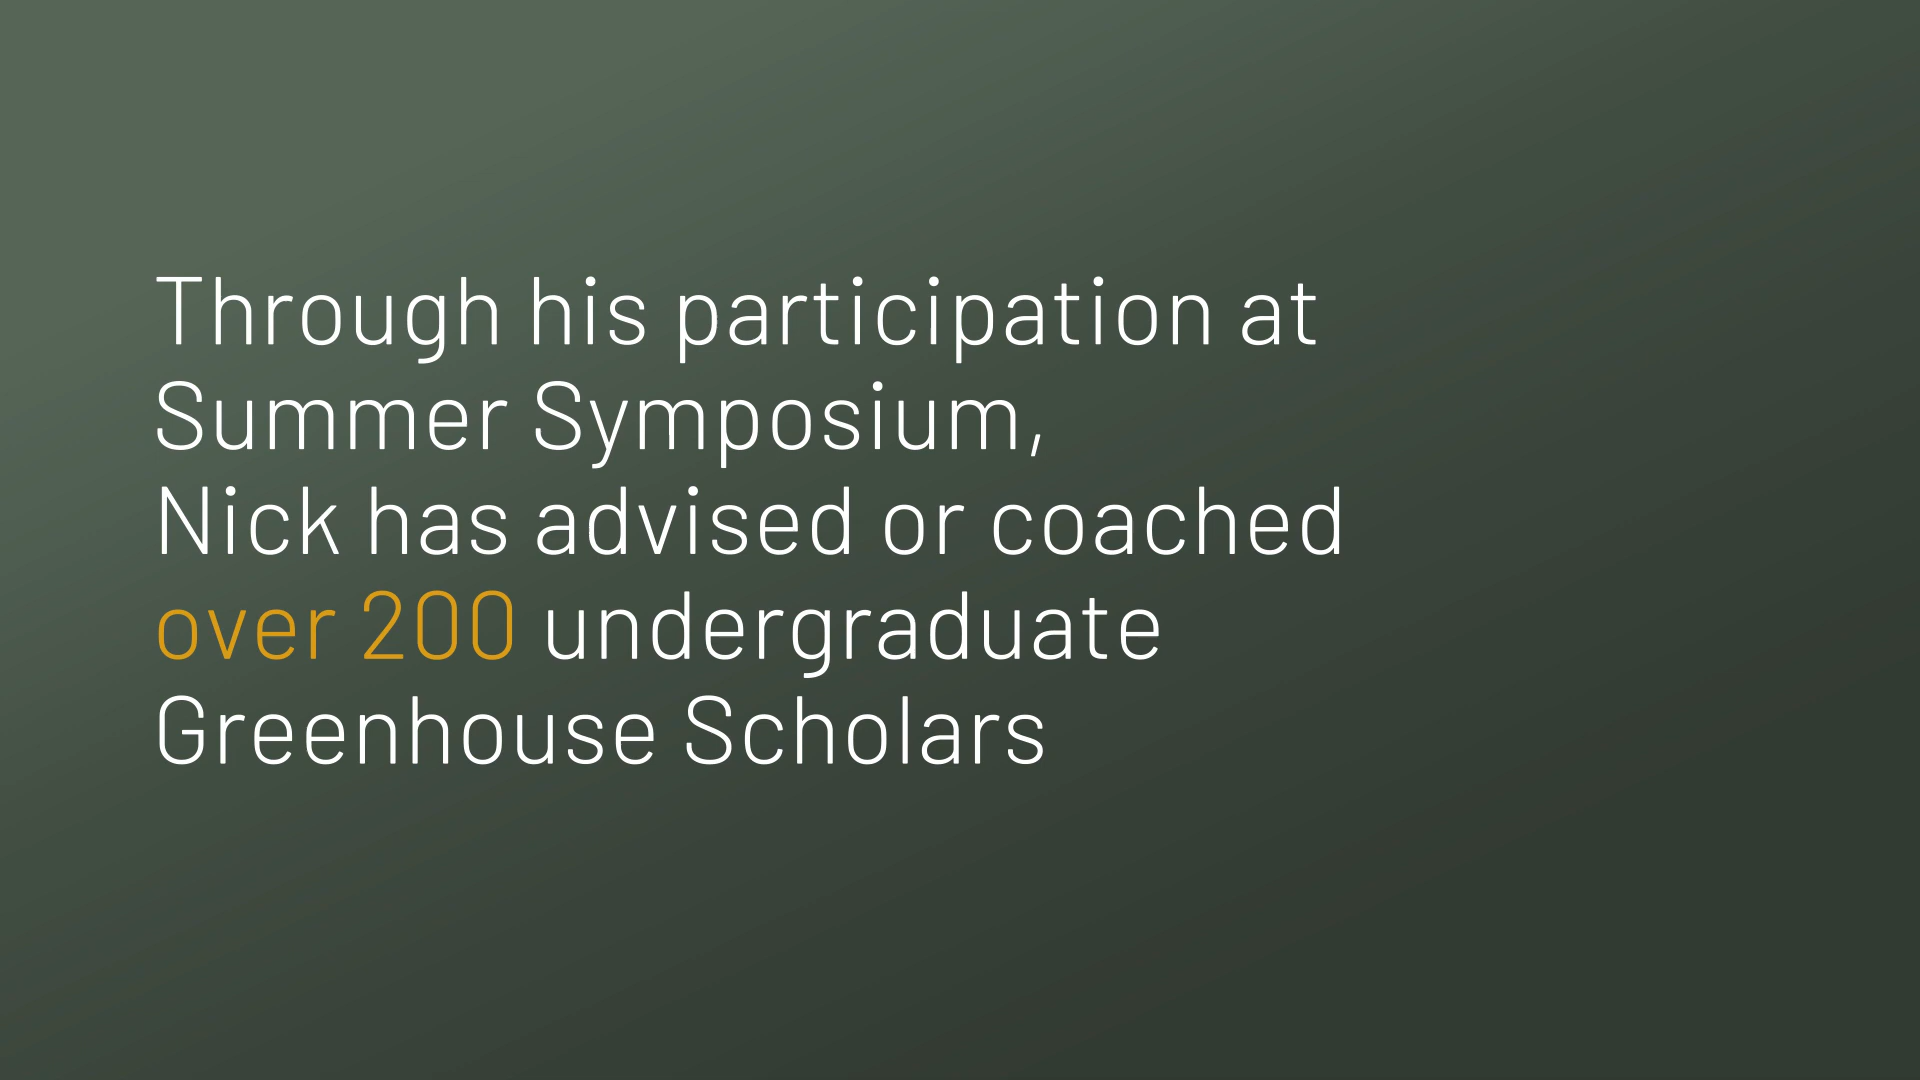 Through his participation at
Summer Symposium,
Nick has advised or coached
over 200 undergraduate
Greenhouse Scholars